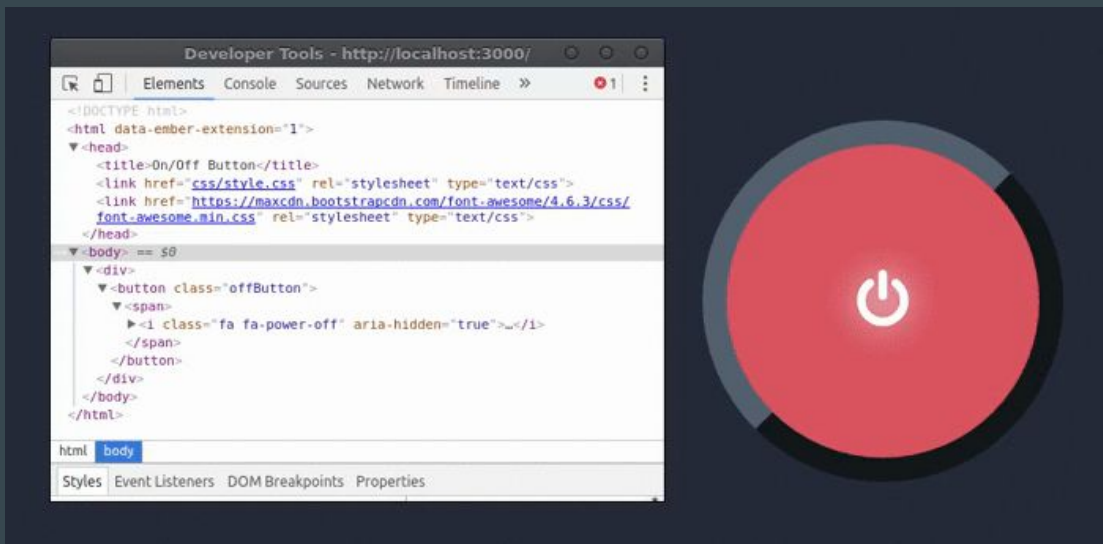 Developer Tools - http://localhost:3000/
Elements Console Sources Network Timeline » 1
<!DOCTYPE html>
<html data-ember-extension="1">
▼<head>
<title>On/Off Button</title>
<link href="css/style.css" rel="stylesheet" type="text/css">
<link href="https://maxcdn.bootstrapcdn.com/font-awesome/4.6.3/css/
font-awesome.min.css" rel="stylesheet" type="text/css">
</head>
▼<body> == $0
▼<div>
▼<button class="offButton">
▼<span>
▶<i class="fa fa-power-off" aria-hidden="true">…</i>
</span>
</button>
</div>
</body>
</html>
html body
Styles Event Listeners DOM Breakpoints Properties